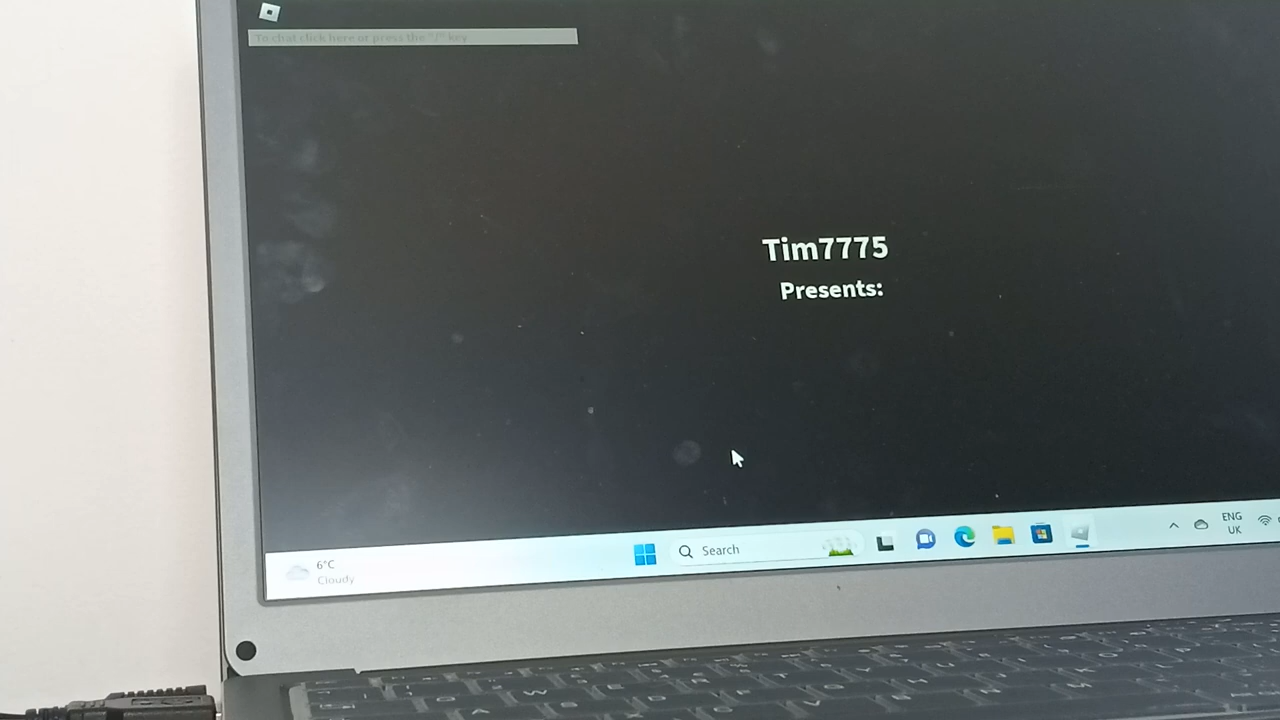 To chat click here or press the "/" key
Tim7775
Presents:
6°C
Cloudy
Search
ENG
UK